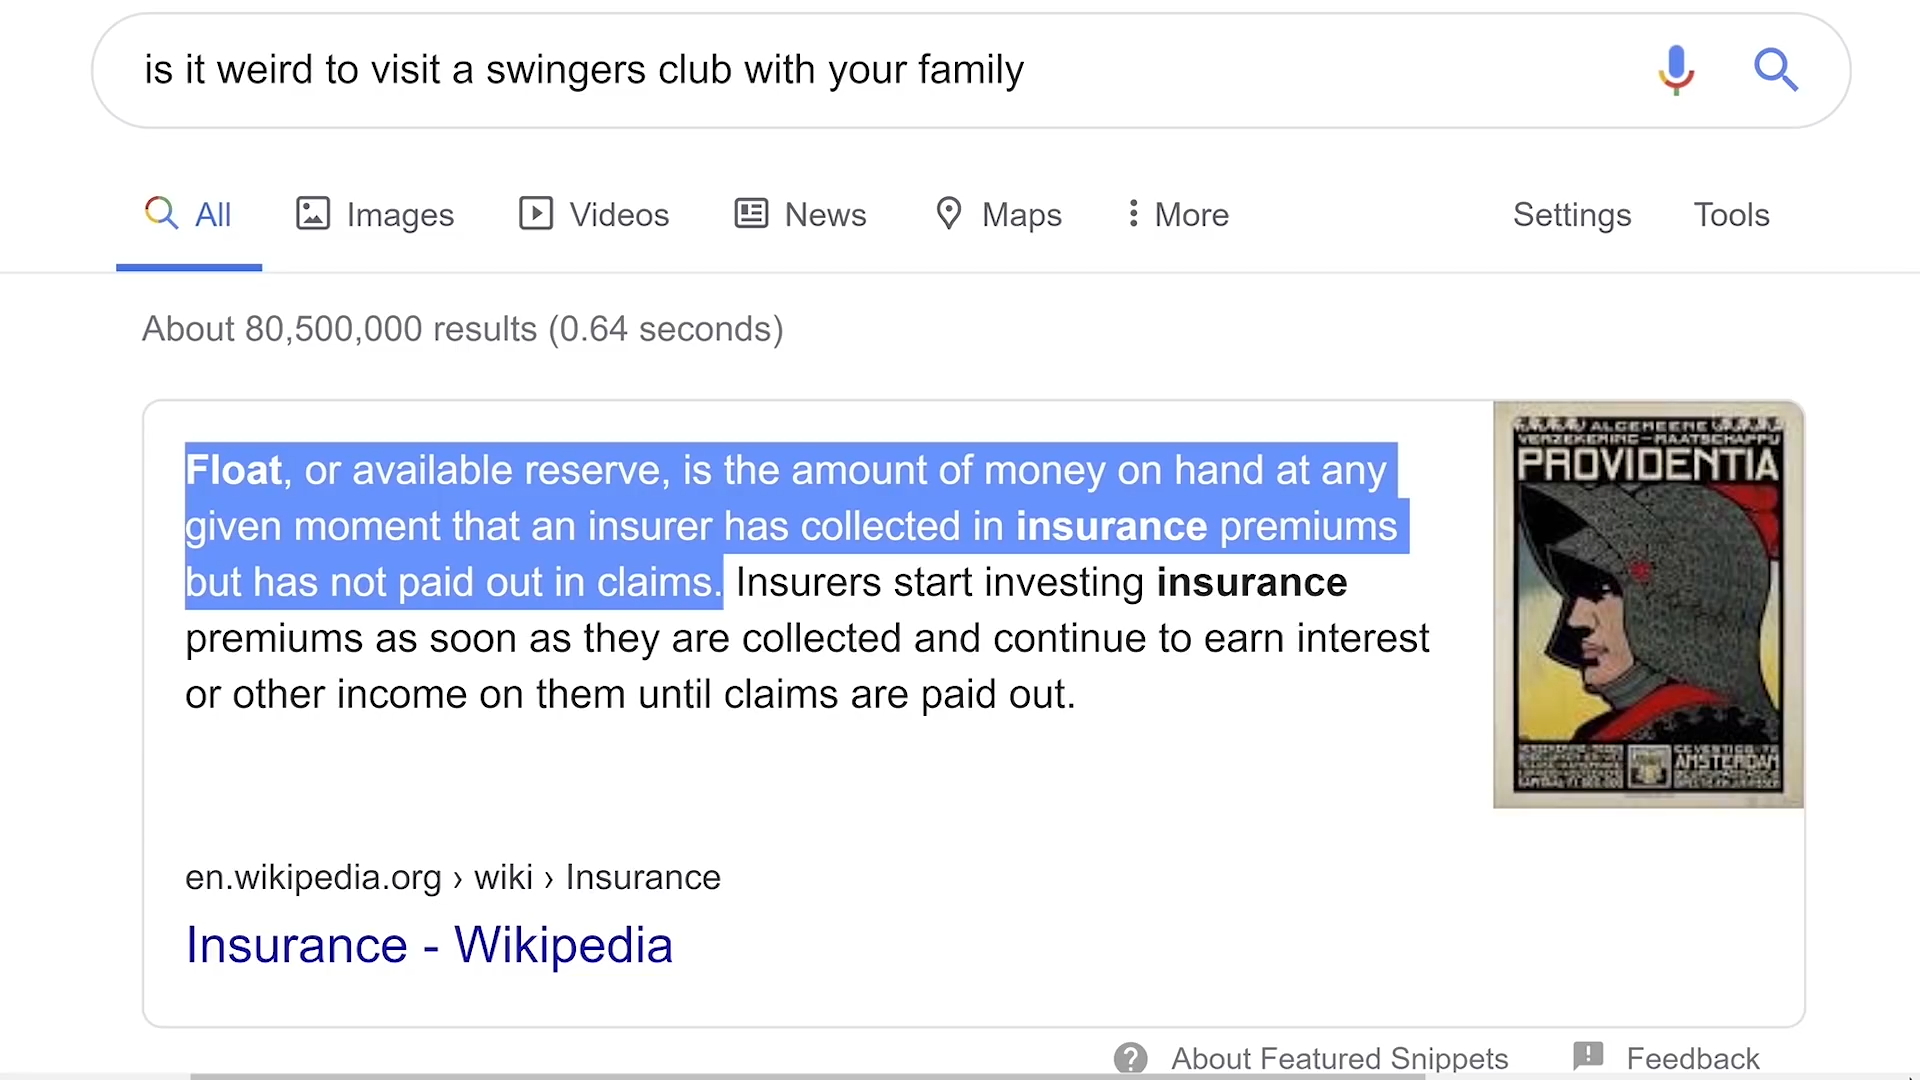 is it weird to visit a swingers club with your family
All Images Videos News Maps More Settings Tools
About 80,500,000 results (0.64 seconds)
Float, or available reserve, is the amount of money on hand at any
given moment that an insurer has collected in insurance premiums
but has not paid out in claims. Insurers start investing insurance
premiums as soon as they are collected and continue to earn interest
or other income on them until claims are paid out.
ALGEMEENE
VERZEKERING-MAATSCHAPPIJ
PROVIDENTIA
AMSTERDAM
en.wikipedia.org › wiki › Insurance
Insurance - Wikipedia
About Featured Snippets Feedback